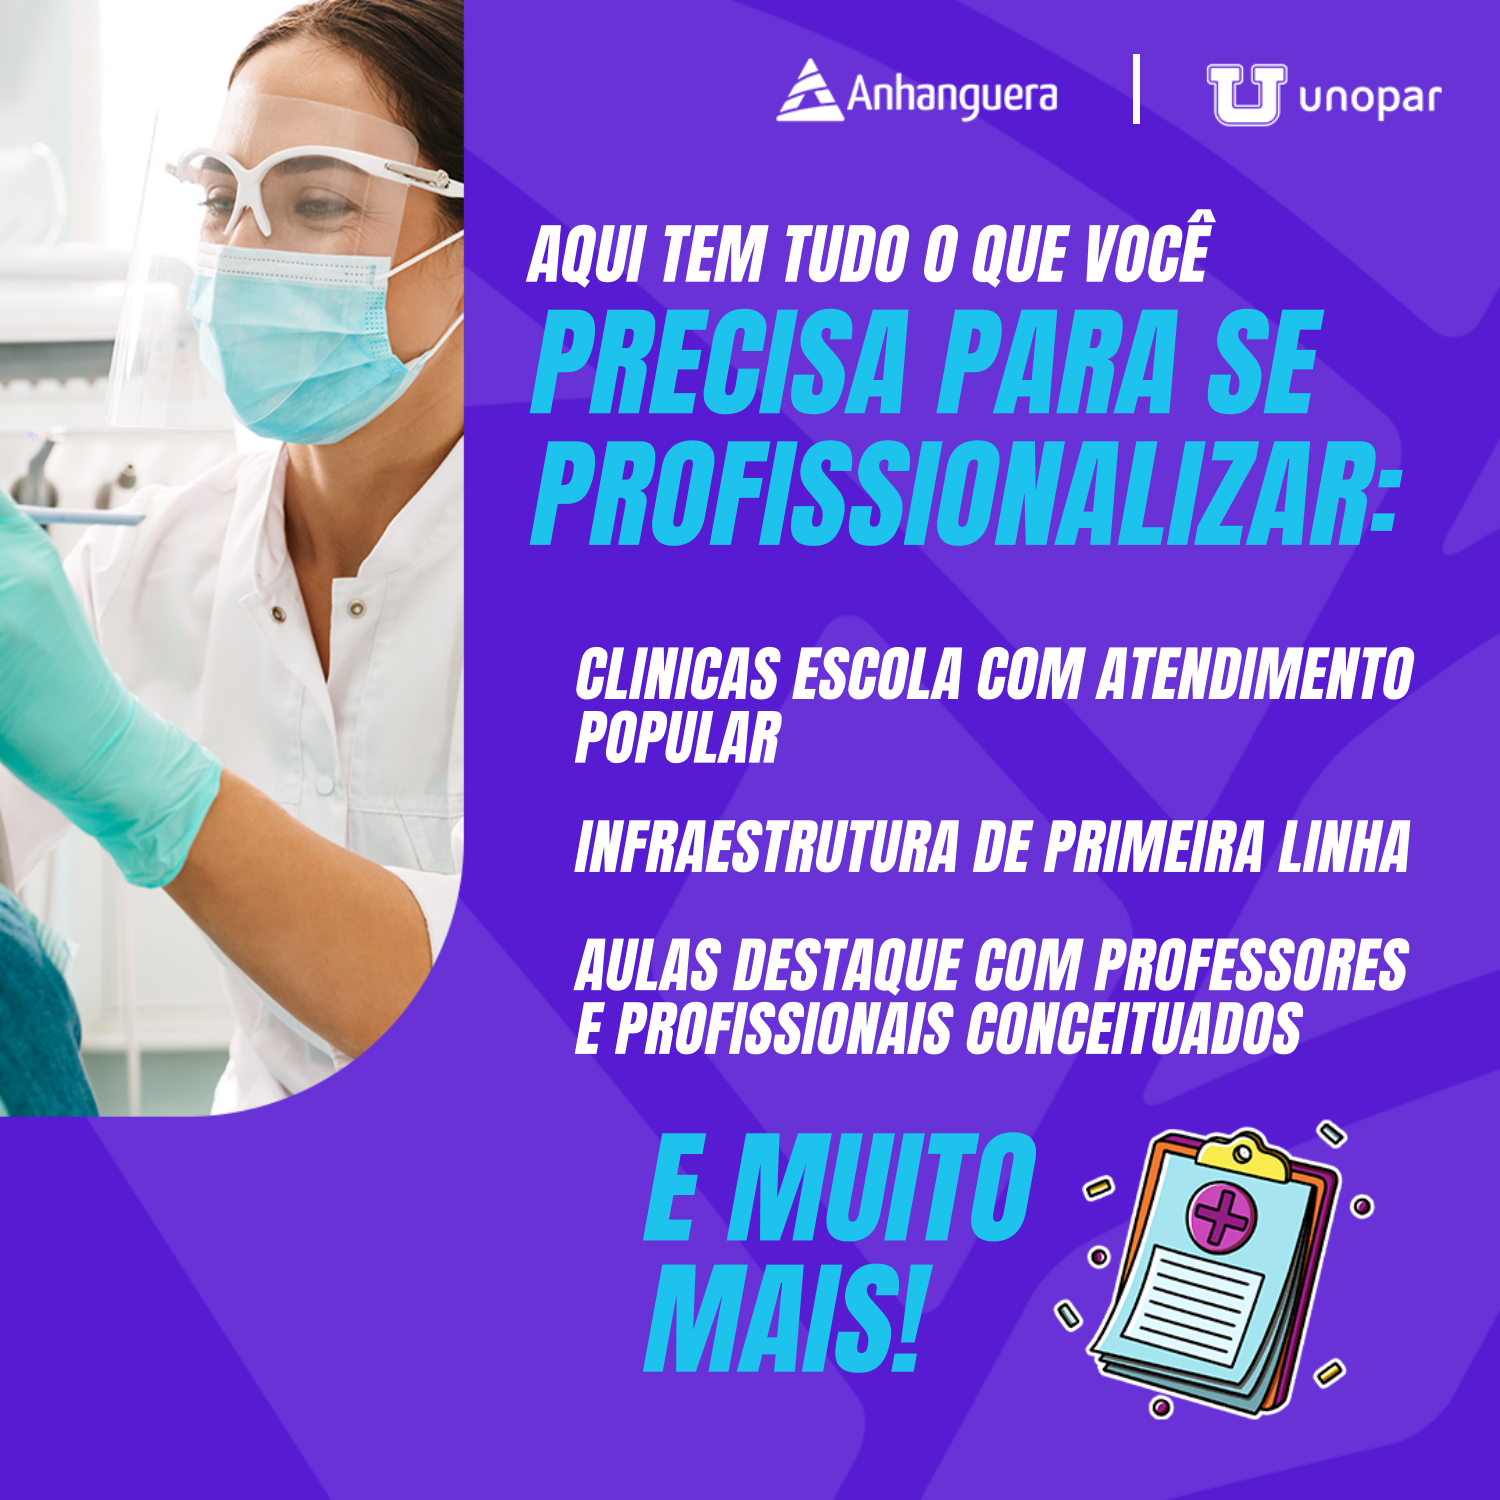 Anhanguera
unopar
AQUI TEM TUDO O QUE VOCÊ
PRECISA PARA SE
PROFISSIONALIZAR:
CLINICAS ESCOLA COM ATENDIMENTO
POPULAR
INFRAESTRUTURA DE PRIMEIRA LINHA
AULAS DESTAQUE COM PROFESSORES
E PROFISSIONAIS CONCEITUADOS
E MUITO
MAIS!